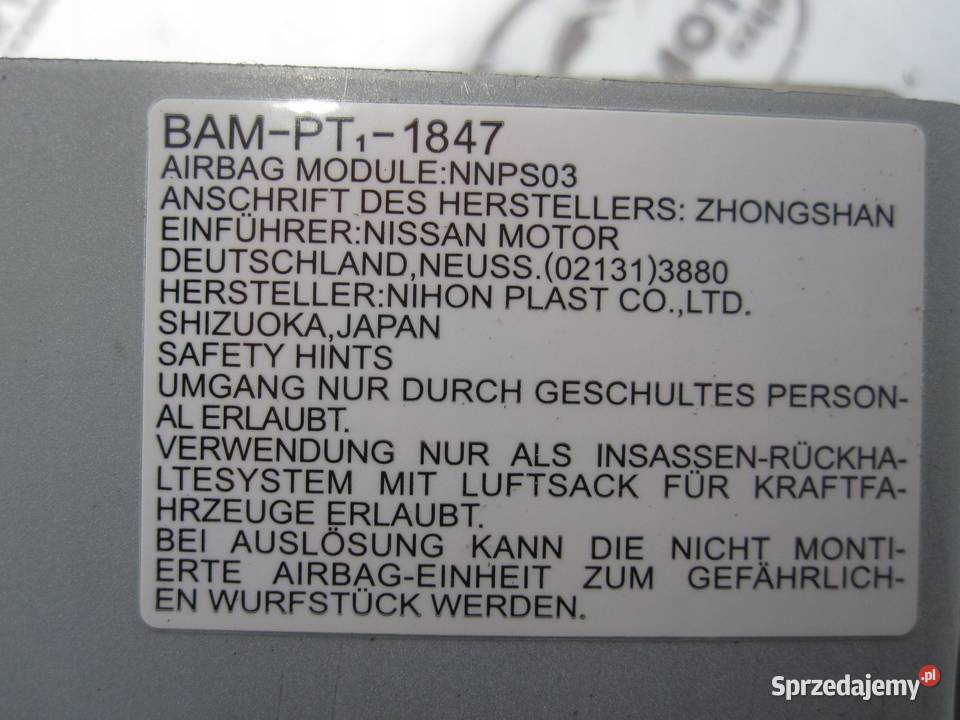 BAM-PT₁-1847
AIRBAG MODULE:NNPS03
ANSCHRIFT DES HERSTELLERS: ZHONGSHAN
EINFÜHRER:NISSAN MOTOR
DEUTSCHLAND,NEUSS.(02131)3880
HERSTELLER:NIHON PLAST CO.,LTD.
SHIZUOKA,JAPAN
SAFETY HINTS
UMGANG NUR DURCH GESCHULTES PERSON-
AL ERLAUBT.
VERWENDUNG NUR ALS INSASSEN-RÜCKHA-
LTESYSTEM MIT LUFTSACK FÜR KRAFTFA-
HRZEUGE ERLAUBT.
BEI AUSLÖSUNG KANN DIE NICHT MONTI-
ERTE AIRBAG-EINHEIT ZUM GEFÄHRLICH-
EN WURFSTÜCK WERDEN.
Sprzedajemy.pl